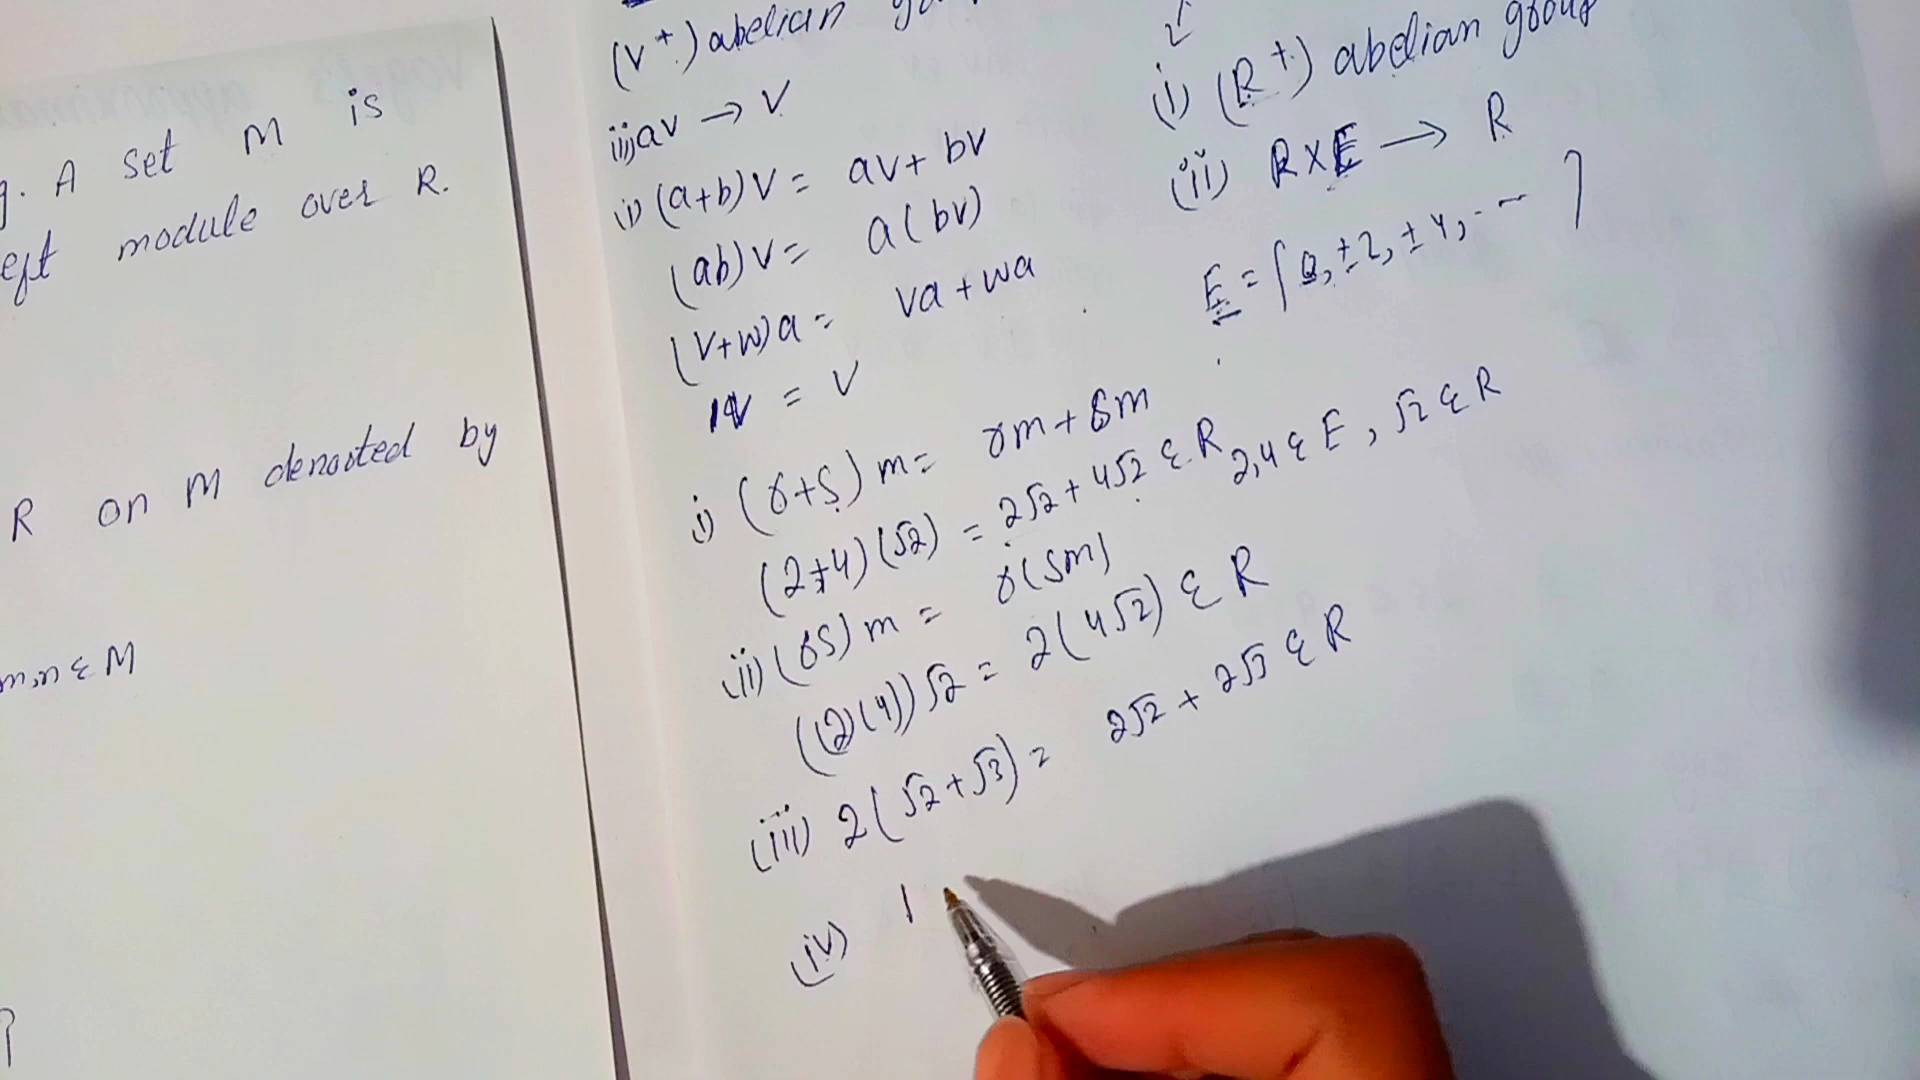 g. A set M is
eft module over R.
R on M denoted by
m,n ε M
(V +) abelian
iii) av → V
i) (a+b)V = av + bv
(ab)V = a(bv)
(V+w)a = va + wa
1V = V
(i) (R +) abelian group
(ii) R×E → R
E = {0, ±2, ±4, - - }
i) (r+s) m = rm + sm
(2+4)(√2) = 2√2 + 4√2 ε R 2,4 ε E, √2 ε R
(ii) (rs) m = r(sm)
((2)(4))√2 = 2(4√2) ε R
(iii) 2(√2+√3) = 2√2 + 2√3 ε R
(iv) 1